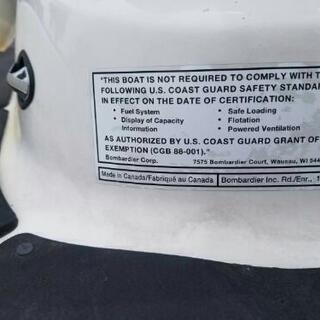 "THIS BOAT IS NOT REQUIRED TO COMPLY WITH
FOLLOWING U.S. COAST GUARD SAFETY
IN EFFECT ON THE DATE OF CERTIFICATION:
• Fuel System • Safe Loading
• Display of Capacity • Flotation
Information • Powered Ventilation
AS AUTHORIZED BY U.S. COAST GUARD GRANT OF
EXEMPTION (CGB 88-001)."
Bombardier Corp. 7575 Bombardier Court, Wausau, WI
Made in Canada/Fabriqué au Canada Bombardier Inc. Rd./Enr.,